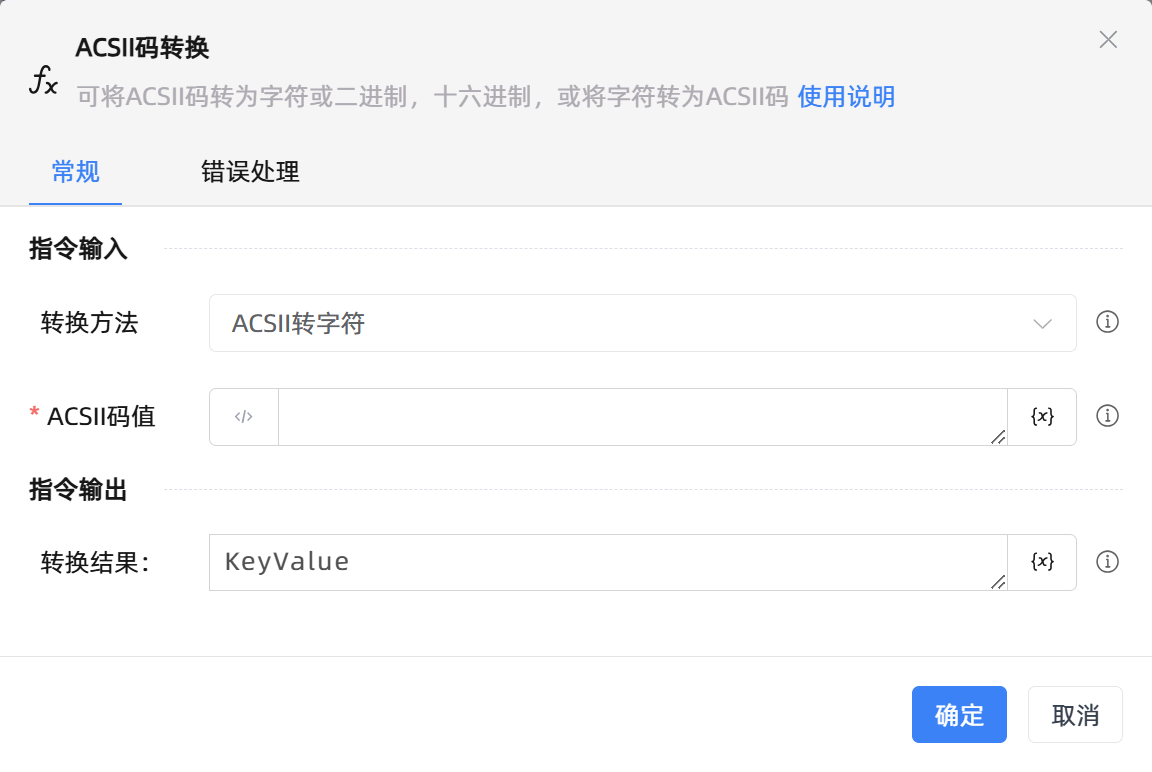 ACSII码转换
可将ACSII码转为字符或二进制，十六进制，或将字符转为ACSII码 使用说明
常规 错误处理
指令输入
转换方法 ACSII转字符
* ACSII码值 </> {x}
指令输出
转换结果： KeyValue {x}
确定 取消